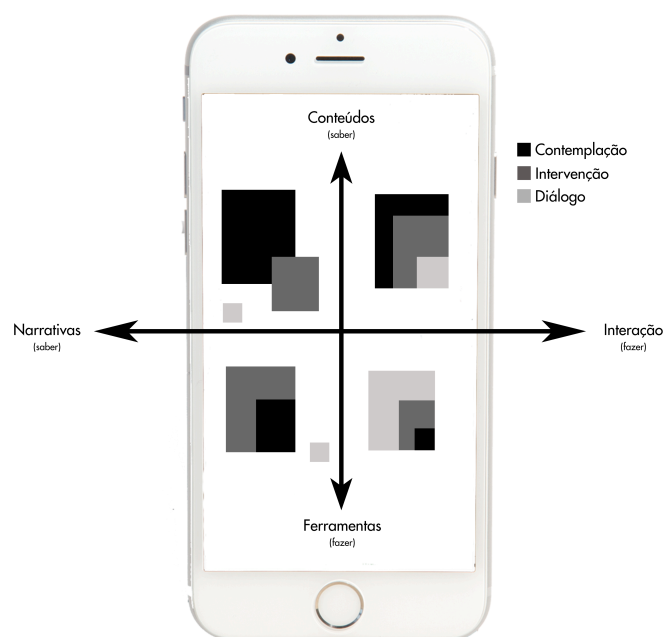 Conteúdos
(saber)
Contemplação
Intervenção
Diálogo
Narrativas
(saber)
Interação
(fazer)
Ferramentas
(fazer)